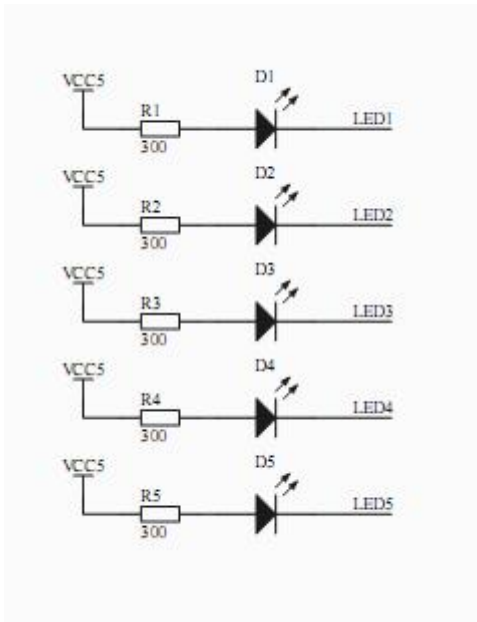 D1
VCC5
R1
LED1
300
D2
VCC5
R2
LED2
300
D3
VCC5
R3
LED3
300
D4
VCC5
R4
LED4
300
D5
VCC5
R5
LED5
300